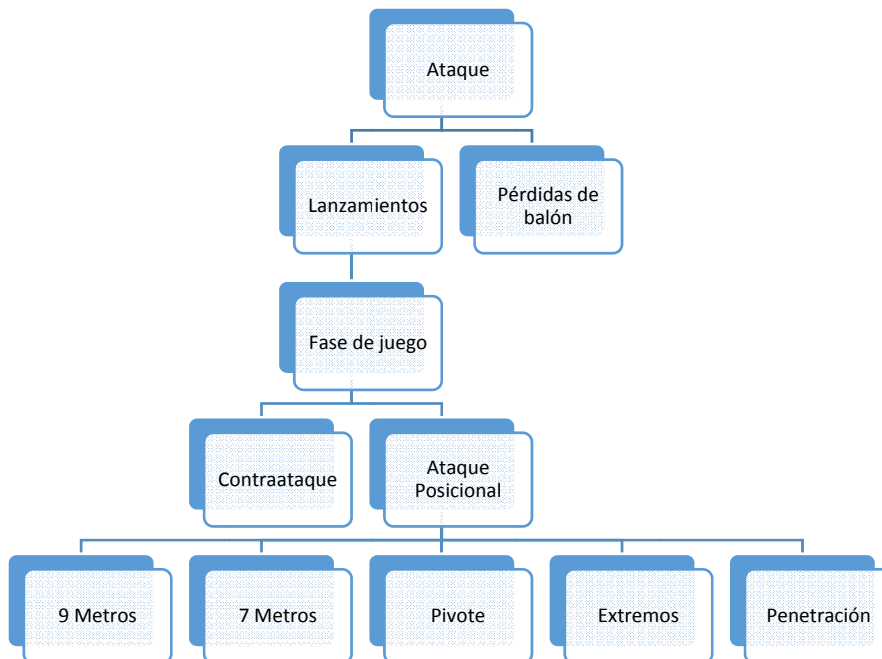 Ataque
Lanzamientos
Pérdidas de
balón
Fase de juego
Contraataque
Ataque
Posicional
9 Metros
7 Metros
Pivote
Extremos
Penetración